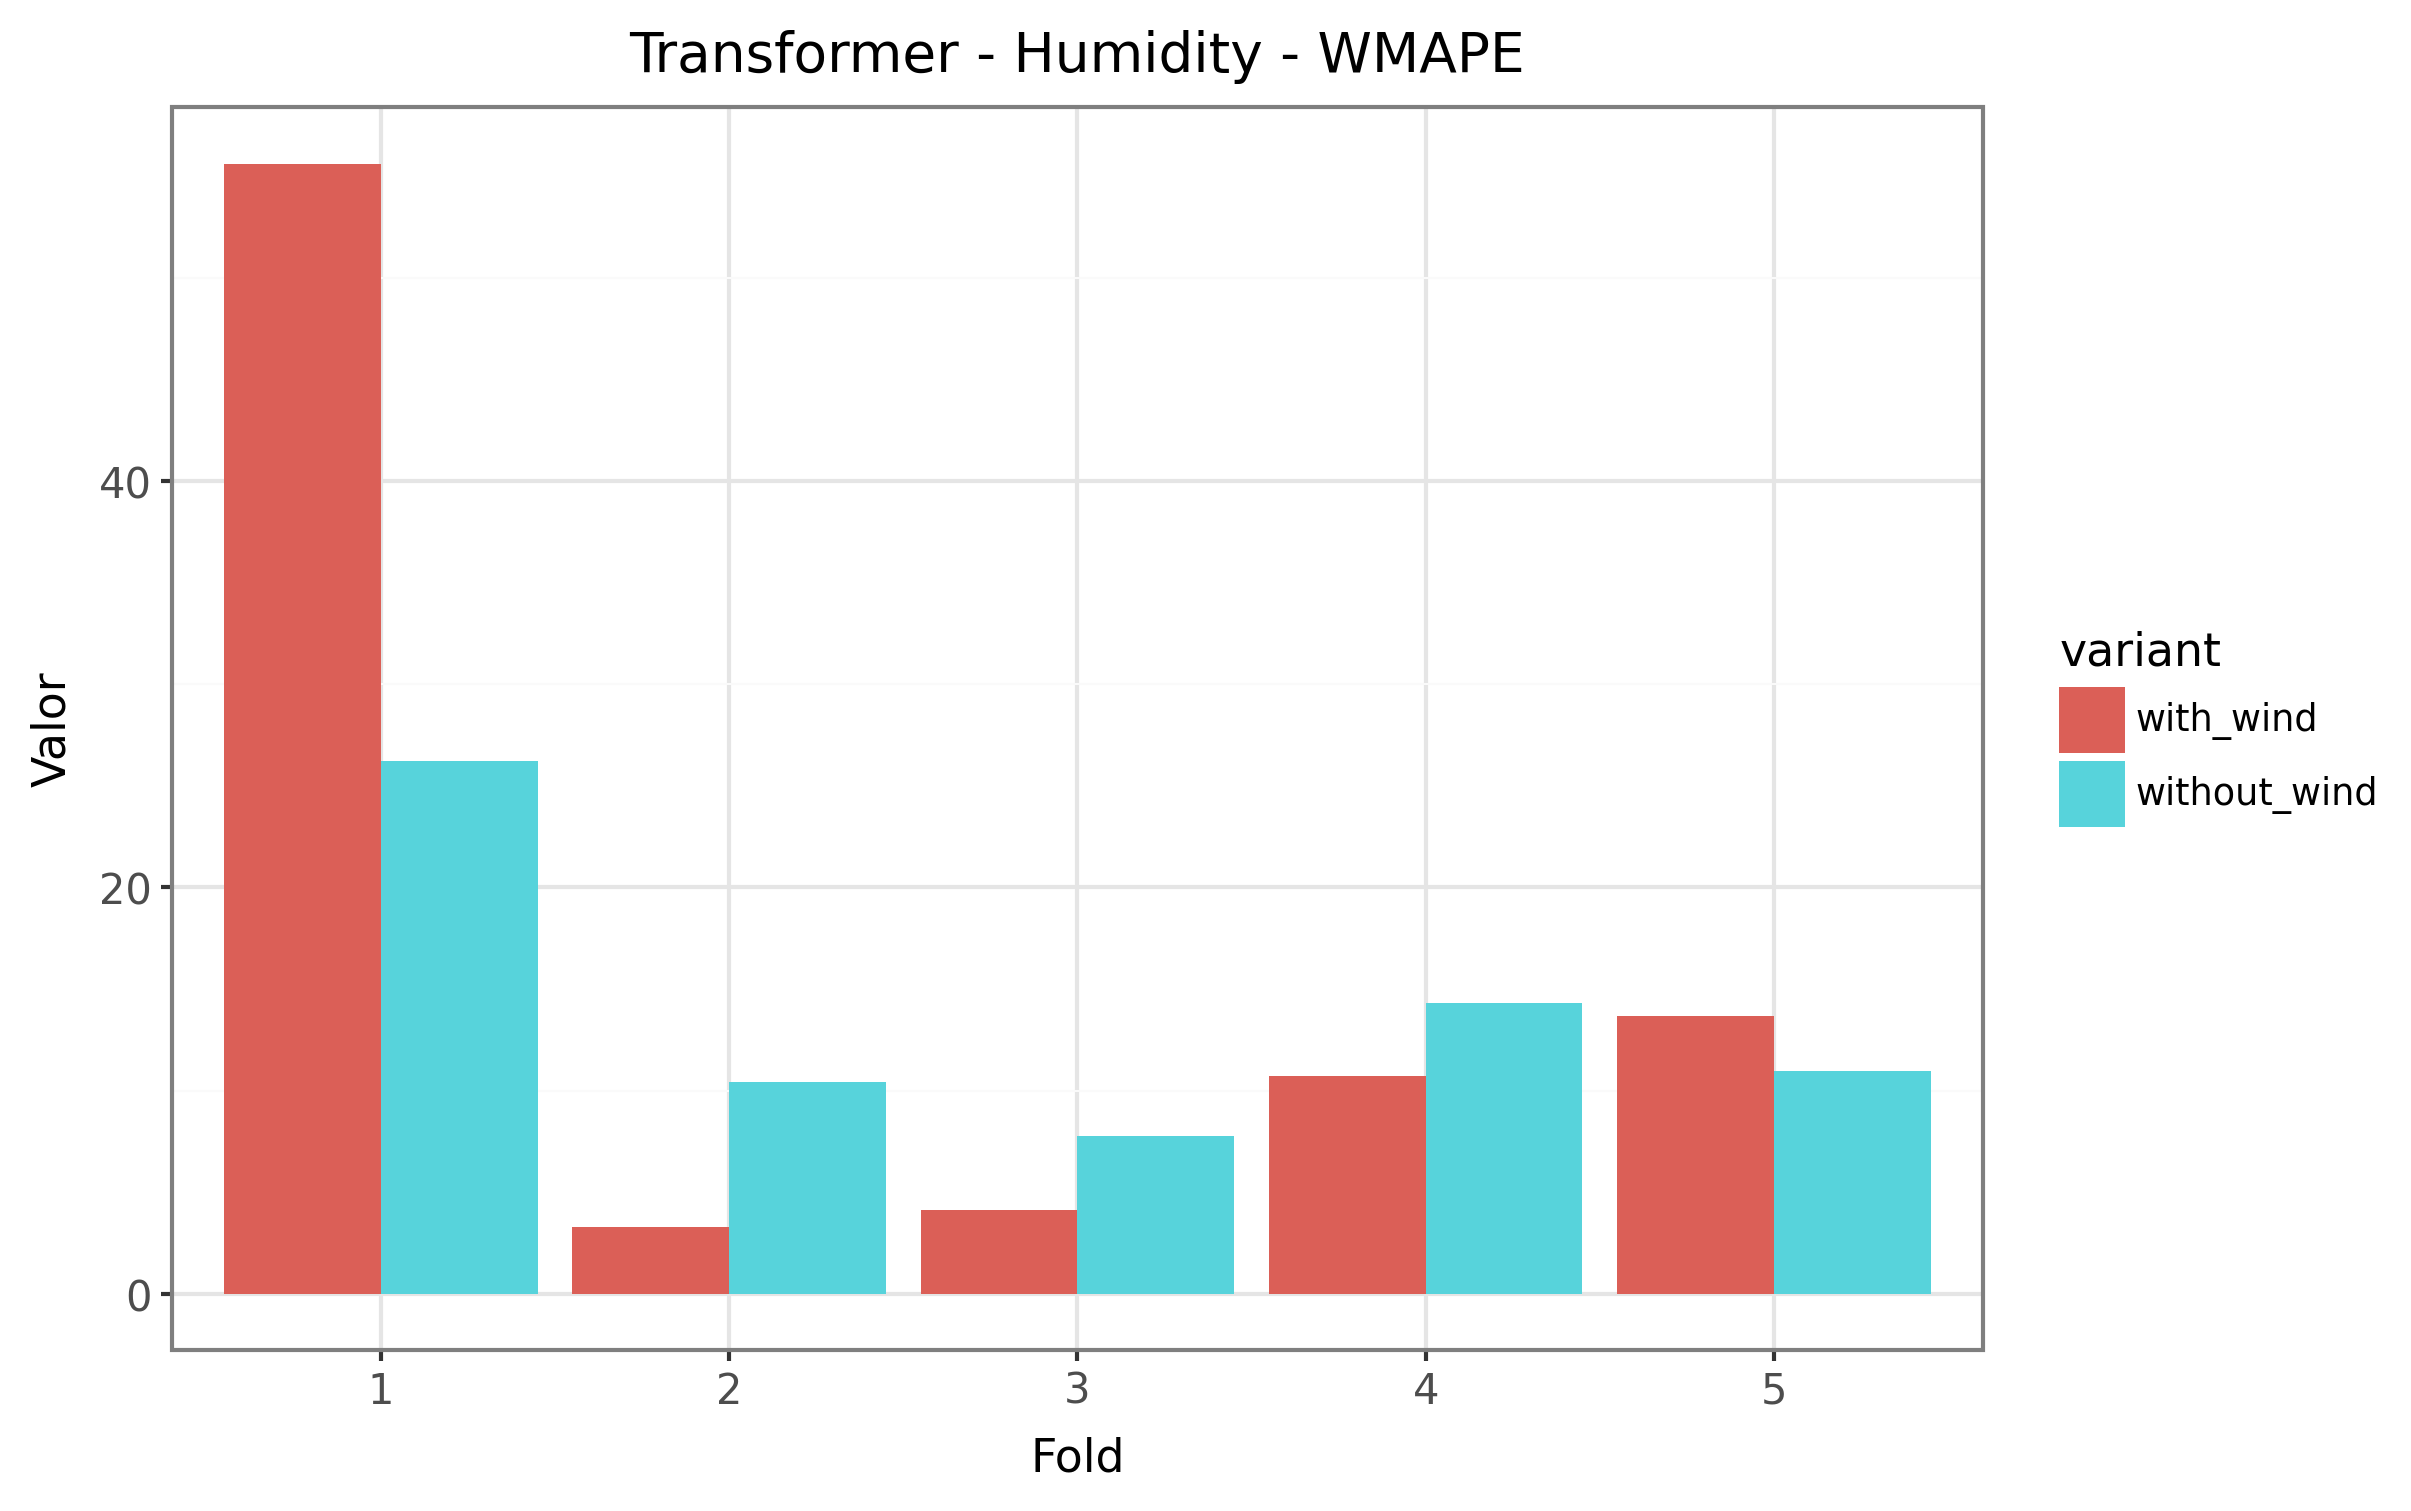 Transformer - Humidity - WMAPE
Valor
40
20
0
1
2
3
4
5
Fold
variant
with_wind
without_wind